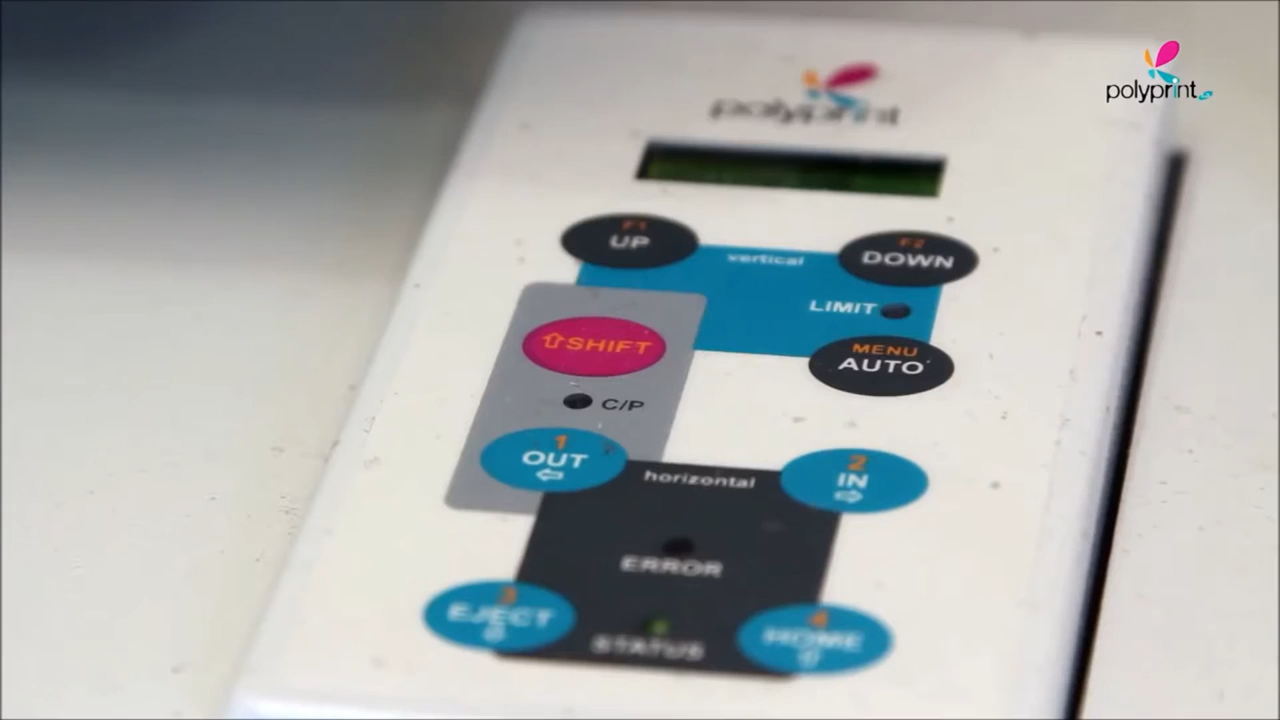 polyprint
polyprint
F1
UP
F2
DOWN
vertical
LIMIT
SHIFT
MENU
AUTO
C/P
1
OUT
2
IN
horizontal
ERROR
3
EJECT
4
HOME
STATUS